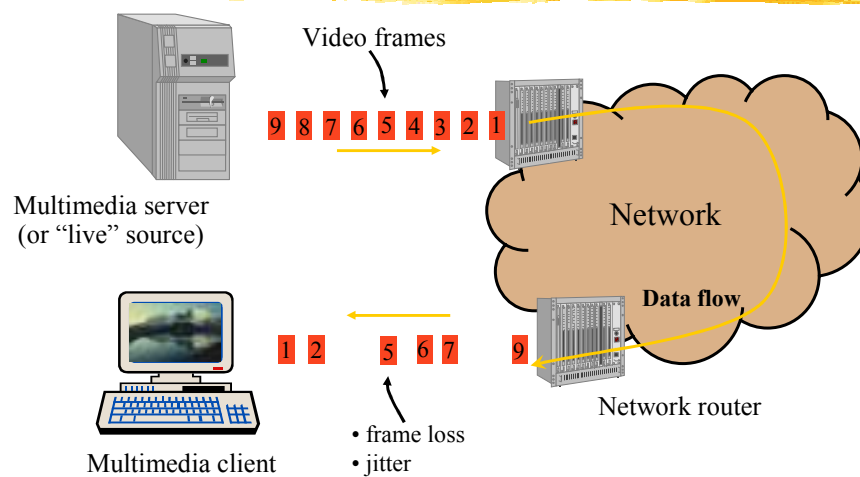 Video frames
9 8 7 6 5 4 3 2 1
Multimedia server
(or “live” source)
Network
Data flow
1 2 5 6 7 9
Network router
• frame loss
• jitter
Multimedia client